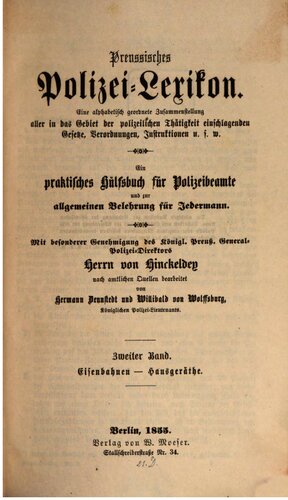 Preussisches
Polizei-Lexikon.
Eine alphabetisch geordnete Zusammenstellung
aller in das Gebiet der polizeilichen Thätigkeit einschlagenden
Gesetze, Verordnungen, Instruktionen u. s. w.
Ein
praktisches Hülfsbuch für Polizeibeamte
und zur
allgemeinen Belehrung für Jedermann.
Mit besonderer Genehmigung des Königl. Preuß. General-
Polizei-Direktors
Herrn von Hinckeldey
nach amtlichen Quellen bearbeitet
von
Hermann Dennstedt und Willibald von Wolffsburg,
Königlichen Polizei-Lieutenants.
Zweiter Band.
Eisenbahnen — Hausgeräthe.
Berlin, 1855.
Verlag von W. Moeser.
Stallschreiberstraße Nr. 34.